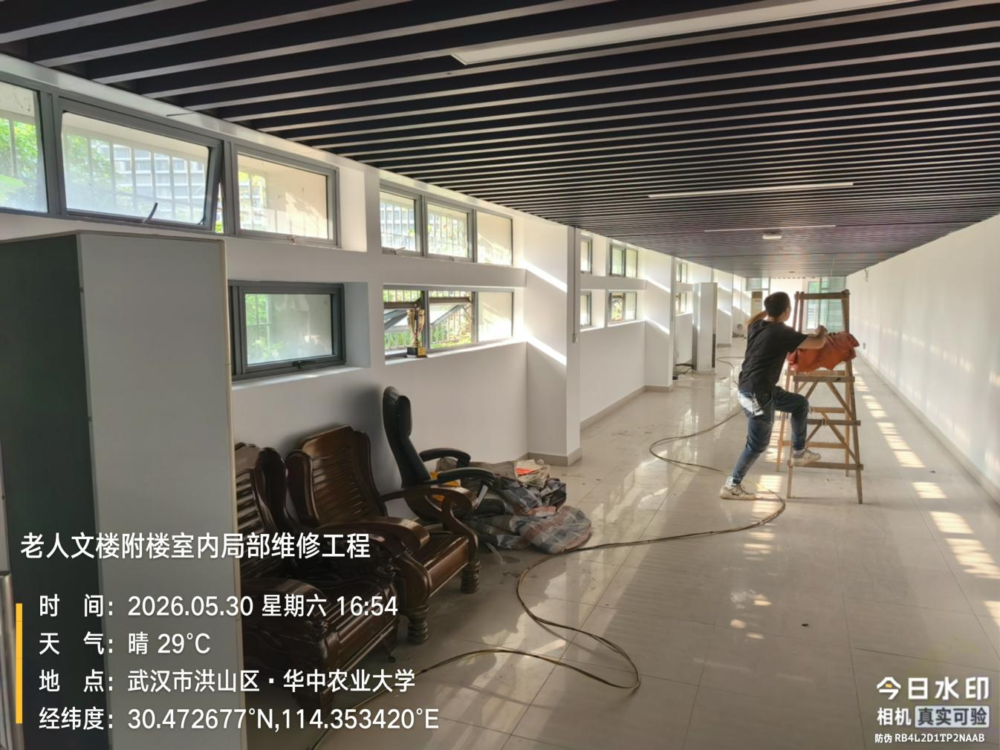 老人文楼附楼室内局部维修工程
时 间：2026.05.30 星期六 16:54
天 气：晴 29°C
地 点：武汉市洪山区·华中农业大学
经纬度：30.472677°N,114.353420°E
今日水印
相机 真实可验
防伪 RB4L2D1TP2NAAB